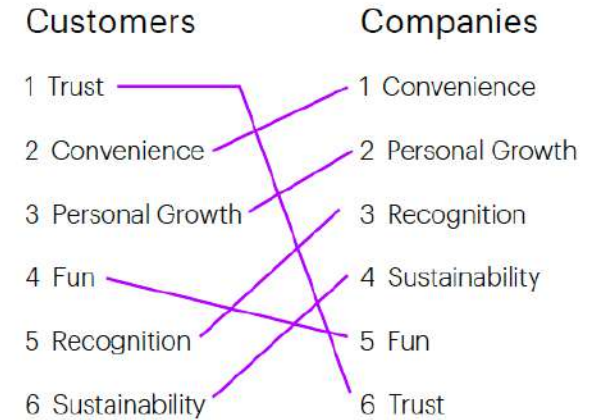 Customers
Companies
1 Trust
1 Convenience
2 Convenience
2 Personal Growth
3 Personal Growth
3 Recognition
4 Fun
4 Sustainability
5 Recognition
5 Fun
6 Sustainability
6 Trust